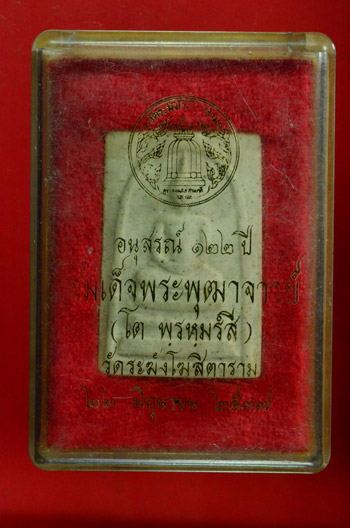 อนุสรณ์ ๑๒๒ ปี
สมเด็จพระพุฒาจารย์
(โต พรหฺมรํสี)
วัดระฆังโฆสิตาราม
๒๒ มิถุนายน ๒๕๓๗